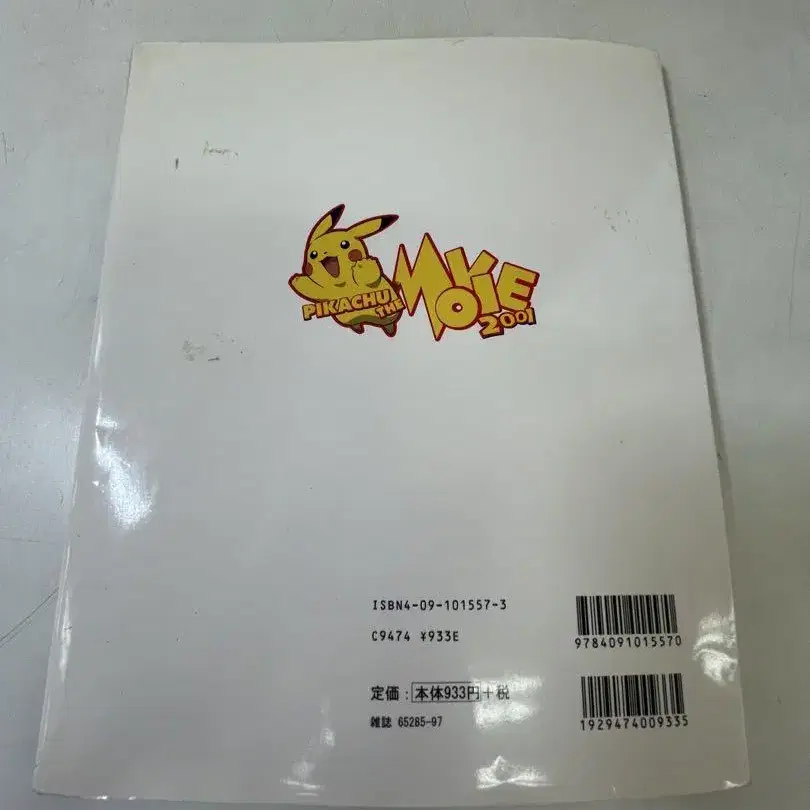 PIKACHU
THE
MOVIE
2001
ISBN4-09-101557-3
C9474 ¥933E
9784091015570
定価：本体933円+税
雑誌 65285-97
1929474009335